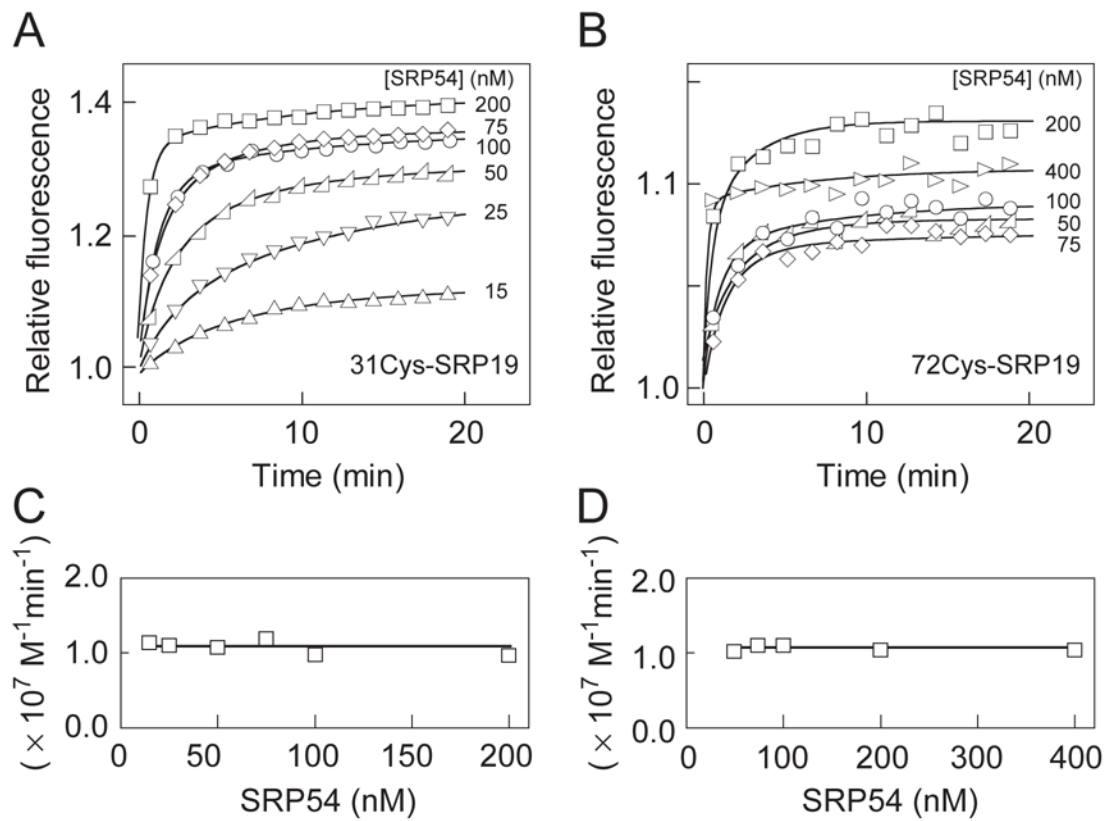 A
[SRP54] (nM)
200
75
100
50
25
15
1.4
1.2
1.0
Relative fluorescence
31Cys-SRP19
0 10 20
Time (min)
B
[SRP54] (nM)
200
400
100
50
75
1.1
1.0
Relative fluorescence
72Cys-SRP19
0 10 20
Time (min)
C
(× 10⁷ M⁻¹min⁻¹)
2.0
1.0
0.0
0 50 100 150 200
SRP54 (nM)
D
(× 10⁷ M⁻¹min⁻¹)
2.0
1.0
0.0
0 100 200 300 400
SRP54 (nM)